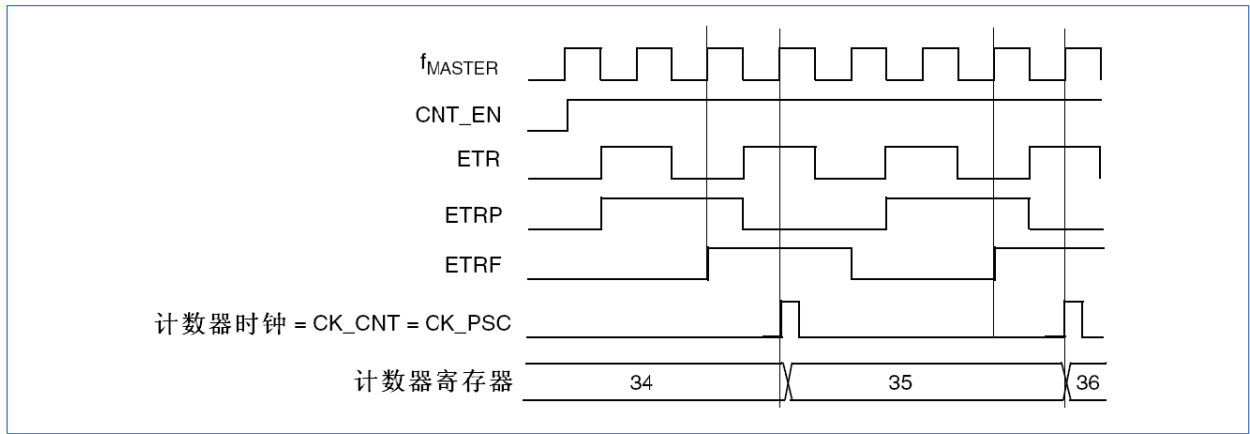 fMASTER
CNT_EN
ETR
ETRP
ETRF
计数器时钟 = CK_CNT = CK_PSC
计数器寄存器 34 35 36